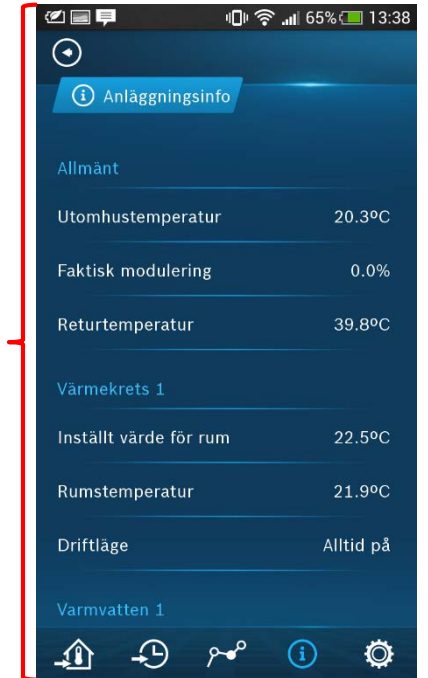 65% 13:38
Anläggningsinfo
Allmänt
Utomhustemperatur 20.3ºC
Faktisk modulering 0.0%
Returtemperatur 39.8ºC
Värmekrets 1
Inställt värde för rum 22.5ºC
Rumstemperatur 21.9ºC
Driftläge Alltid på
Varmvatten 1